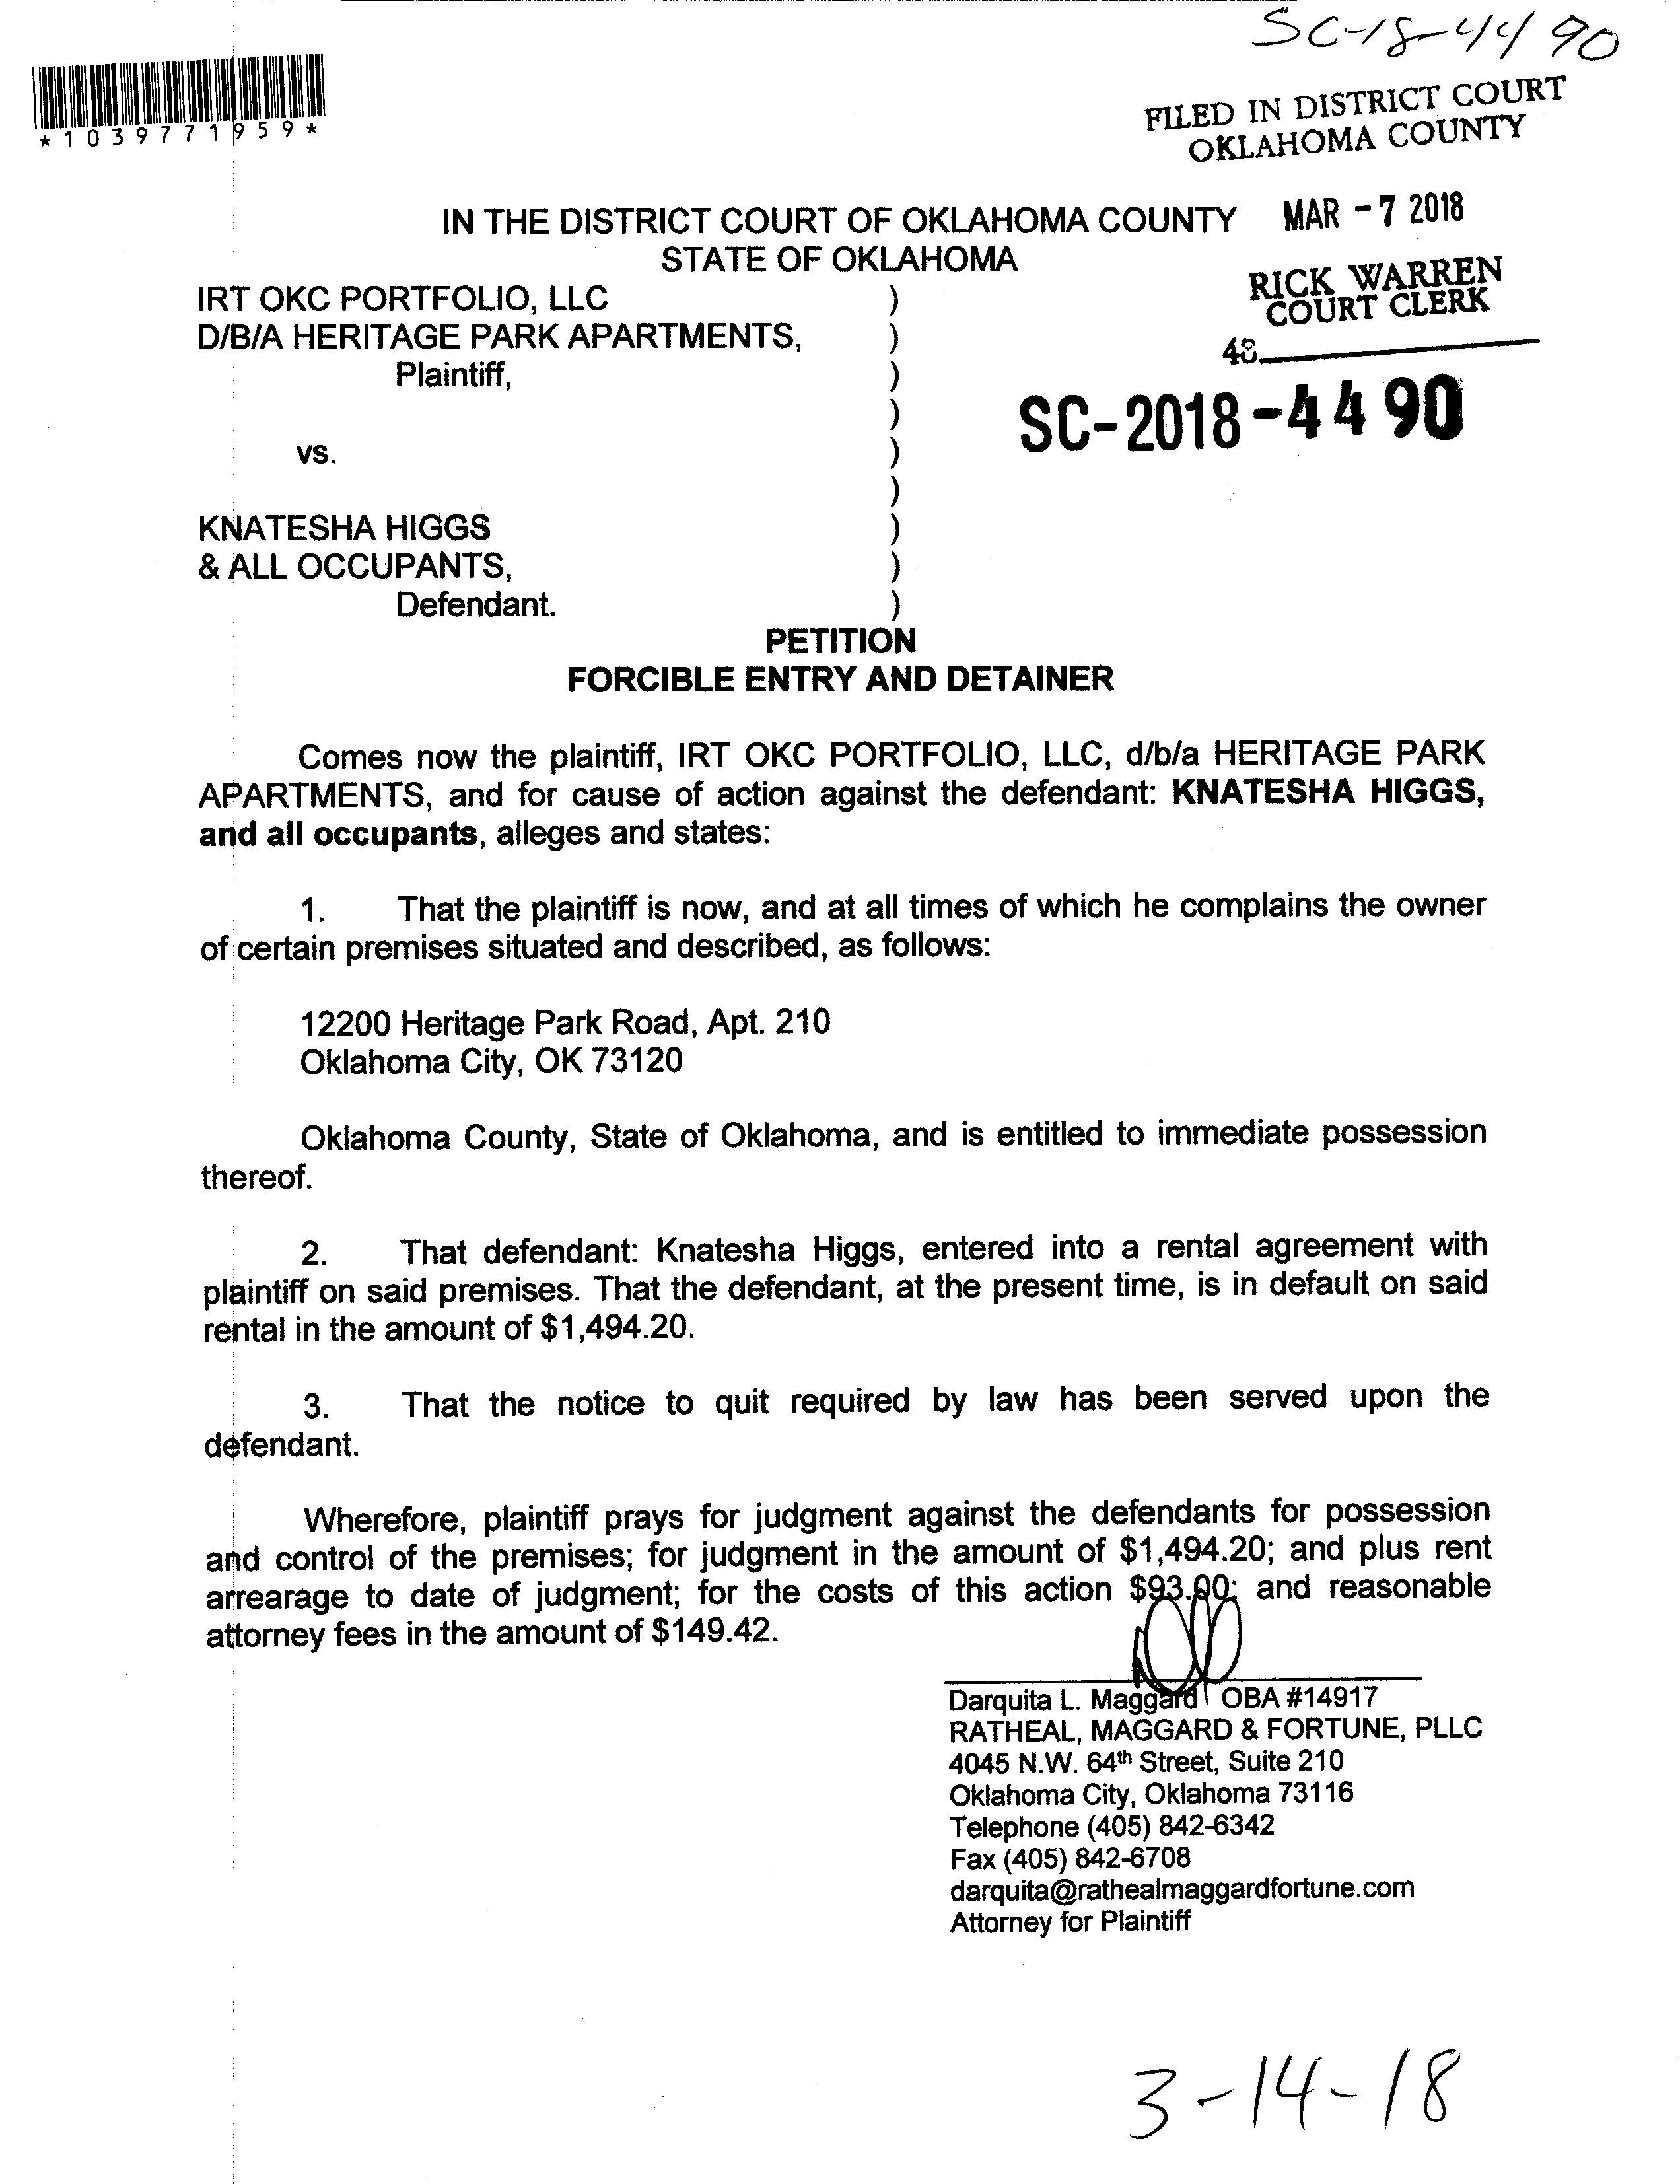 SC-18-4490
*1039771959*
FILED IN DISTRICT COURT
OKLAHOMA COUNTY
IN THE DISTRICT COURT OF OKLAHOMA COUNTY
MAR - 7 2018
STATE OF OKLAHOMA
RICK WARREN
COURT CLERK
48
IRT OKC PORTFOLIO, LLC )
D/B/A HERITAGE PARK APARTMENTS, )
Plaintiff, )
)
SC-2018-4490
vs. )
)
KNATESHA HIGGS )
& ALL OCCUPANTS, )
Defendant. )
PETITION
FORCIBLE ENTRY AND DETAINER
Comes now the plaintiff, IRT OKC PORTFOLIO, LLC, d/b/a HERITAGE PARK
APARTMENTS, and for cause of action against the defendant: KNATESHA HIGGS,
and all occupants, alleges and states:
1. That the plaintiff is now, and at all times of which he complains the owner
of certain premises situated and described, as follows:
12200 Heritage Park Road, Apt. 210
Oklahoma City, OK 73120
Oklahoma County, State of Oklahoma, and is entitled to immediate possession
thereof.
2. That defendant: Knatesha Higgs, entered into a rental agreement with
plaintiff on said premises. That the defendant, at the present time, is in default on said
rental in the amount of $1,494.20.
3. That the notice to quit required by law has been served upon the
defendant.
Wherefore, plaintiff prays for judgment against the defendants for possession
and control of the premises; for judgment in the amount of $1,494.20; and plus rent
arrearage to date of judgment; for the costs of this action $93.00; and reasonable
attorney fees in the amount of $149.42.
Darquita L. Maggard OBA #14917
RATHEAL, MAGGARD & FORTUNE, PLLC
4045 N.W. 64th Street, Suite 210
Oklahoma City, Oklahoma 73116
Telephone (405) 842-6342
Fax (405) 842-6708
darquita@rathealmaggardfortune.com
Attorney for Plaintiff
3-14-18